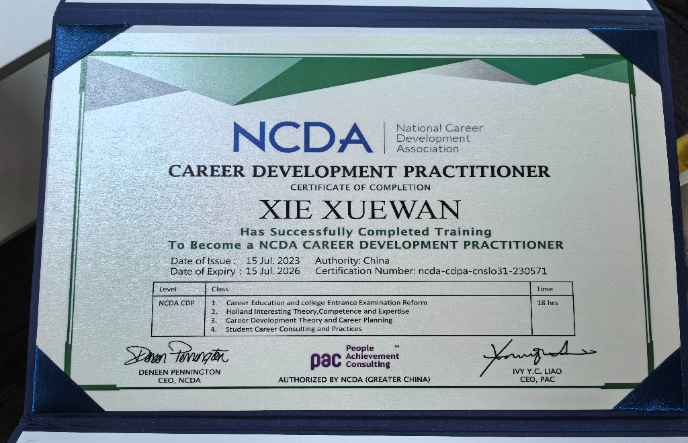 NCDA
National Career
Development
Association
CAREER DEVELOPMENT PRACTITIONER
CERTIFICATE OF COMPLETION
XIE XUEWAN
Has Successfully Completed Training
To Become a NCDA CAREER DEVELOPMENT PRACTITIONER
Date of Issue : 15 Jul. 2023 Authority: China
Date of Expiry : 15 Jul. 2026 Certification Number: ncda-cdpa-cnslo31-230571
Level Class Time
NCDA CDP 1. Career Education and college Entrance Examination Reform 18 hrs
2. Holland Interesting Theory,Competence and Expertise
3. Career Development Theory and Career Planning
4. Student Career Consulting and Practices
Deneen Pennington
DENEEN PENNINGTON
CEO, NCDA
pac People Achievement Consulting ™
AUTHORIZED BY NCDA (GREATER CHINA)
IVY Y.C. LIAO
CEO, PAC